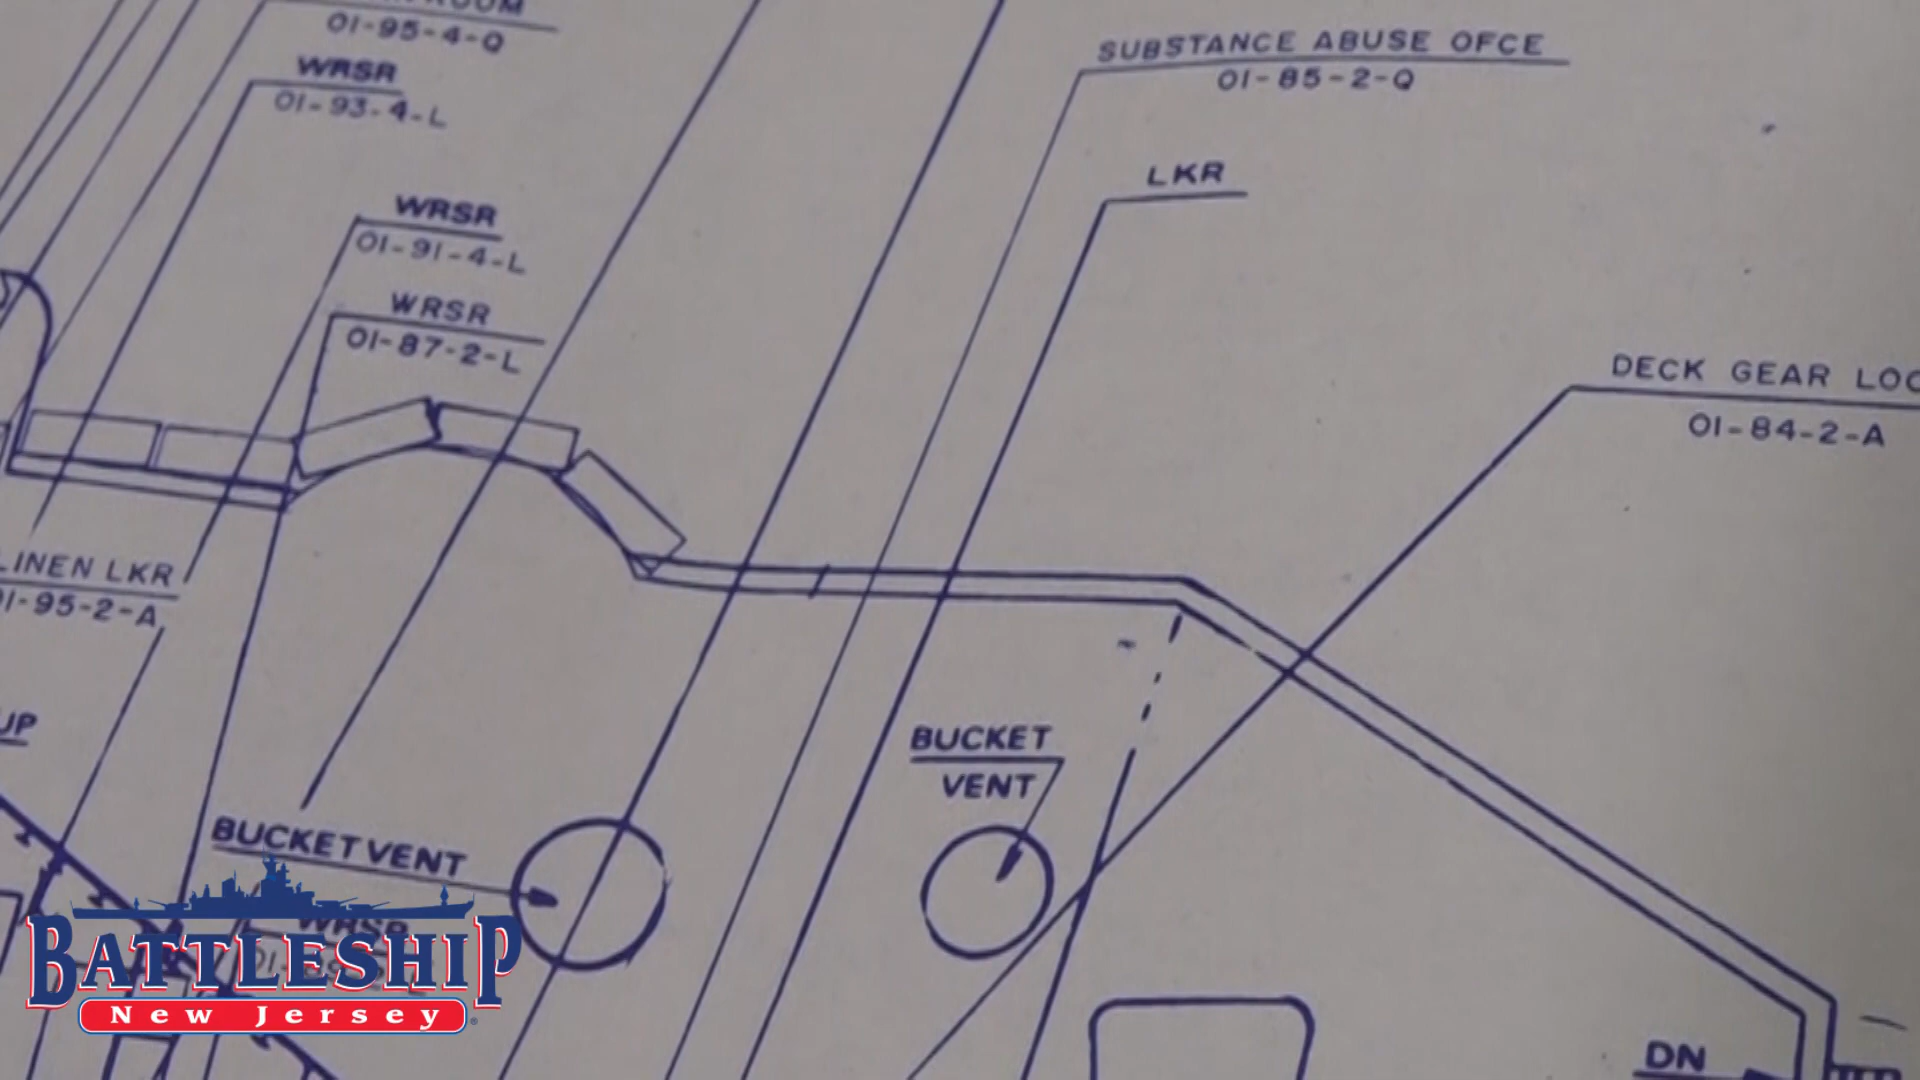 01-95-4-Q
WRSR
01-93-4-L
SUBSTANCE ABUSE OFCE
01-85-2-Q
LKR
WRSR
01-91-4-L
WRSR
01-87-2-L
DECK GEAR LOC
01-84-2-A
LINEN LKR
01-95-2-A
UP
BUCKET
VENT
BUCKET VENT
WRSR
BATTLESHIP
New Jersey
DN